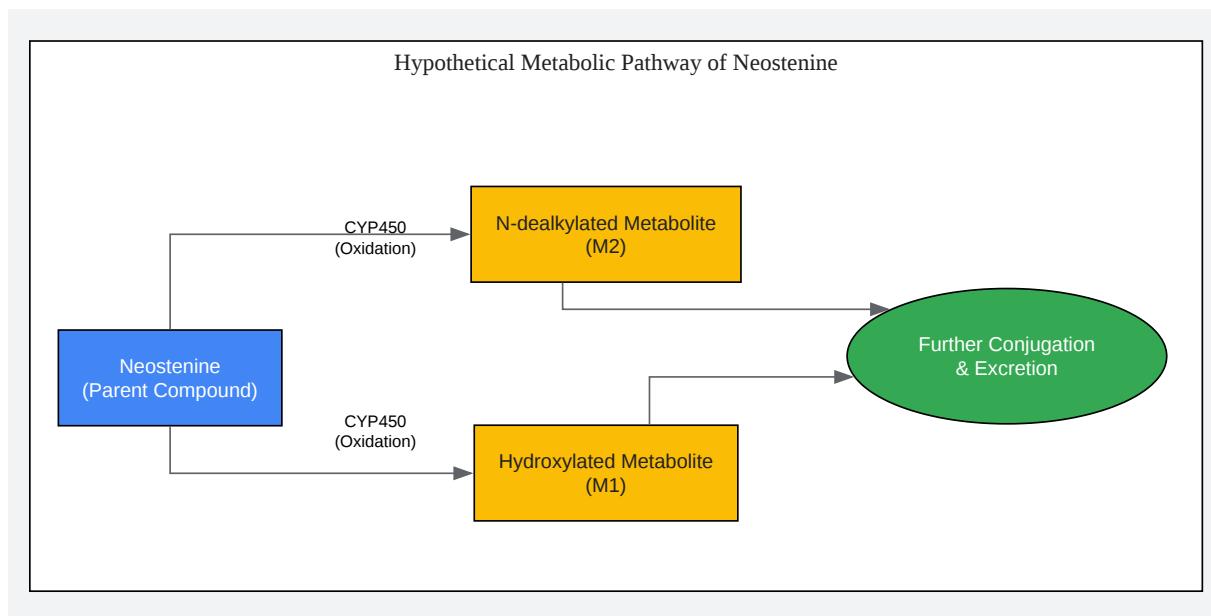 Hypothetical Metabolic Pathway of Neostenine
CYP450
(Oxidation)
N-dealkylated Metabolite
(M2)
Neostenine
(Parent Compound)
Further Conjugation
& Excretion
CYP450
(Oxidation)
Hydroxylated Metabolite
(M1)